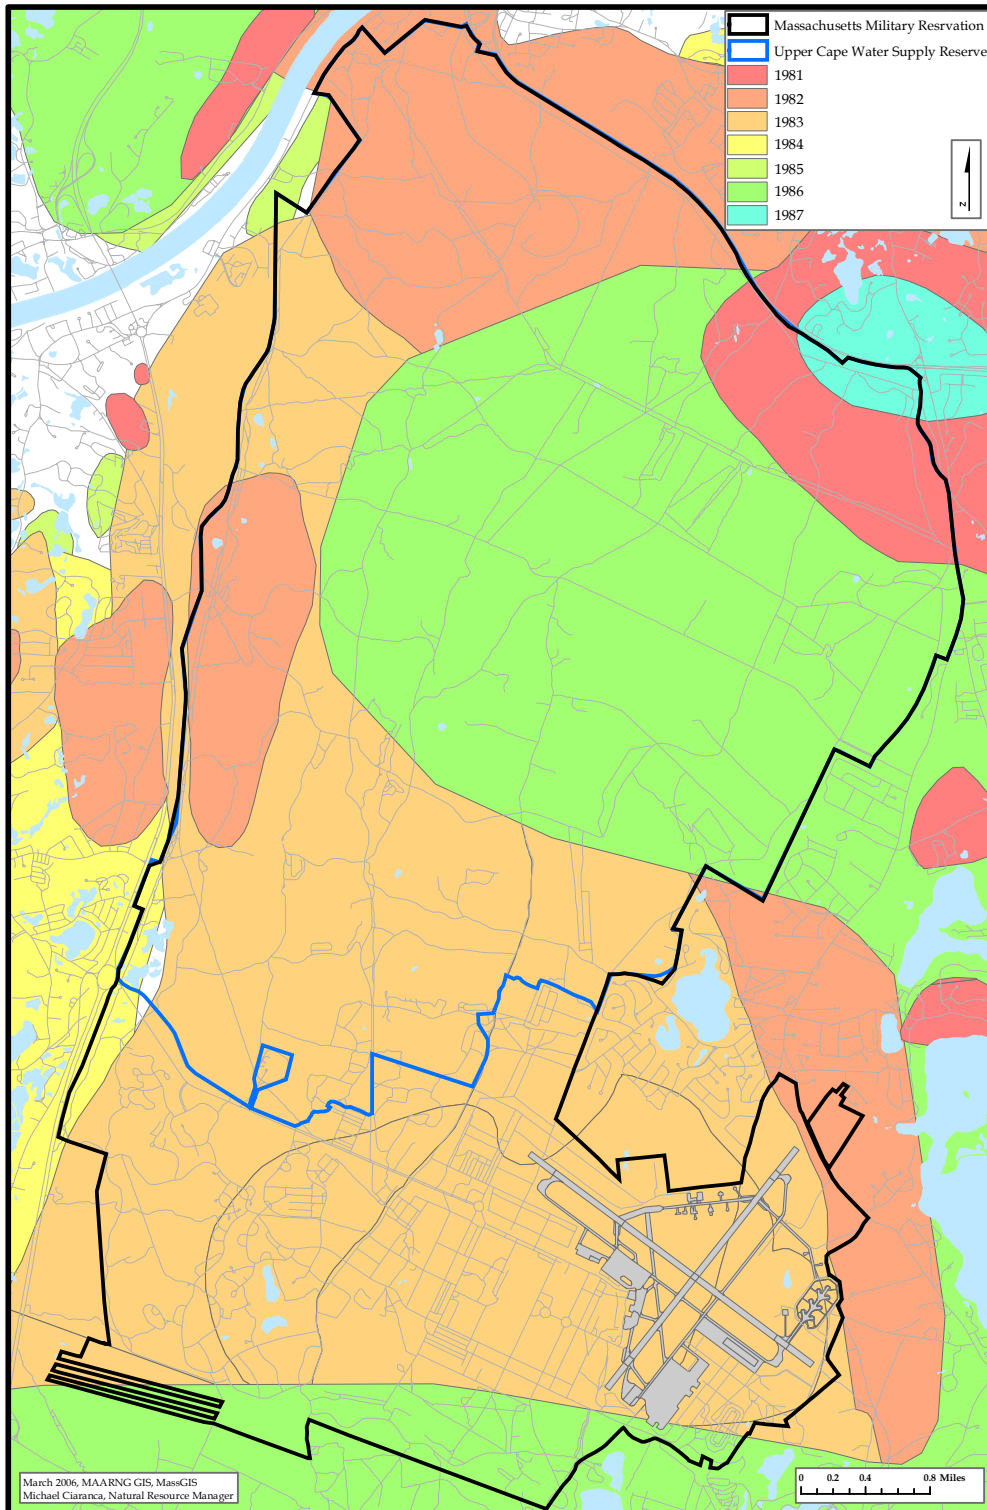 Massachusetts Military Resrvation
Upper Cape Water Supply Reserve
1981
1982
1983
1984
1985
1986
1987
N
March 2006, MAARNG GIS, MassGIS
Michael Ciaranca, Natural Resource Manager
0 0.2 0.4 0.8 Miles